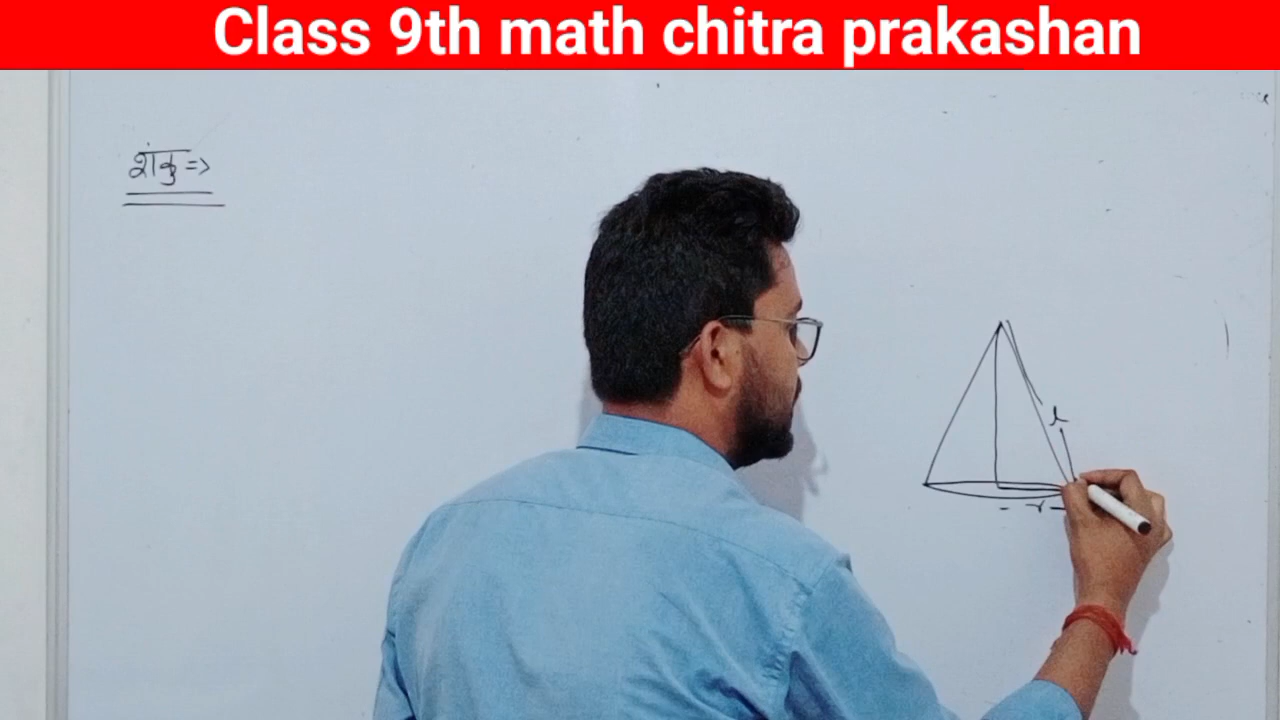 Class 9th math chitra prakashan
शंकु =>
l
r